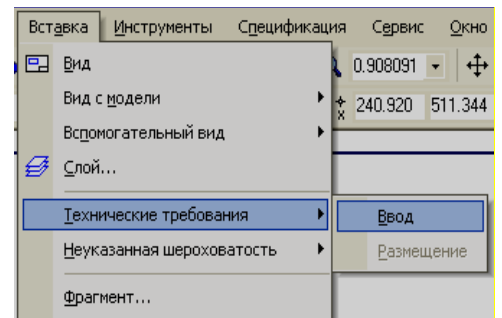 Вставка Инструменты Спецификация Сервис Окно
Вид 0.908091
Вид с модели 240.920 511.344
Вспомогательный вид
Слой...
Технические требования Ввод
Неуказанная шероховатость Размещение
Фрагмент...